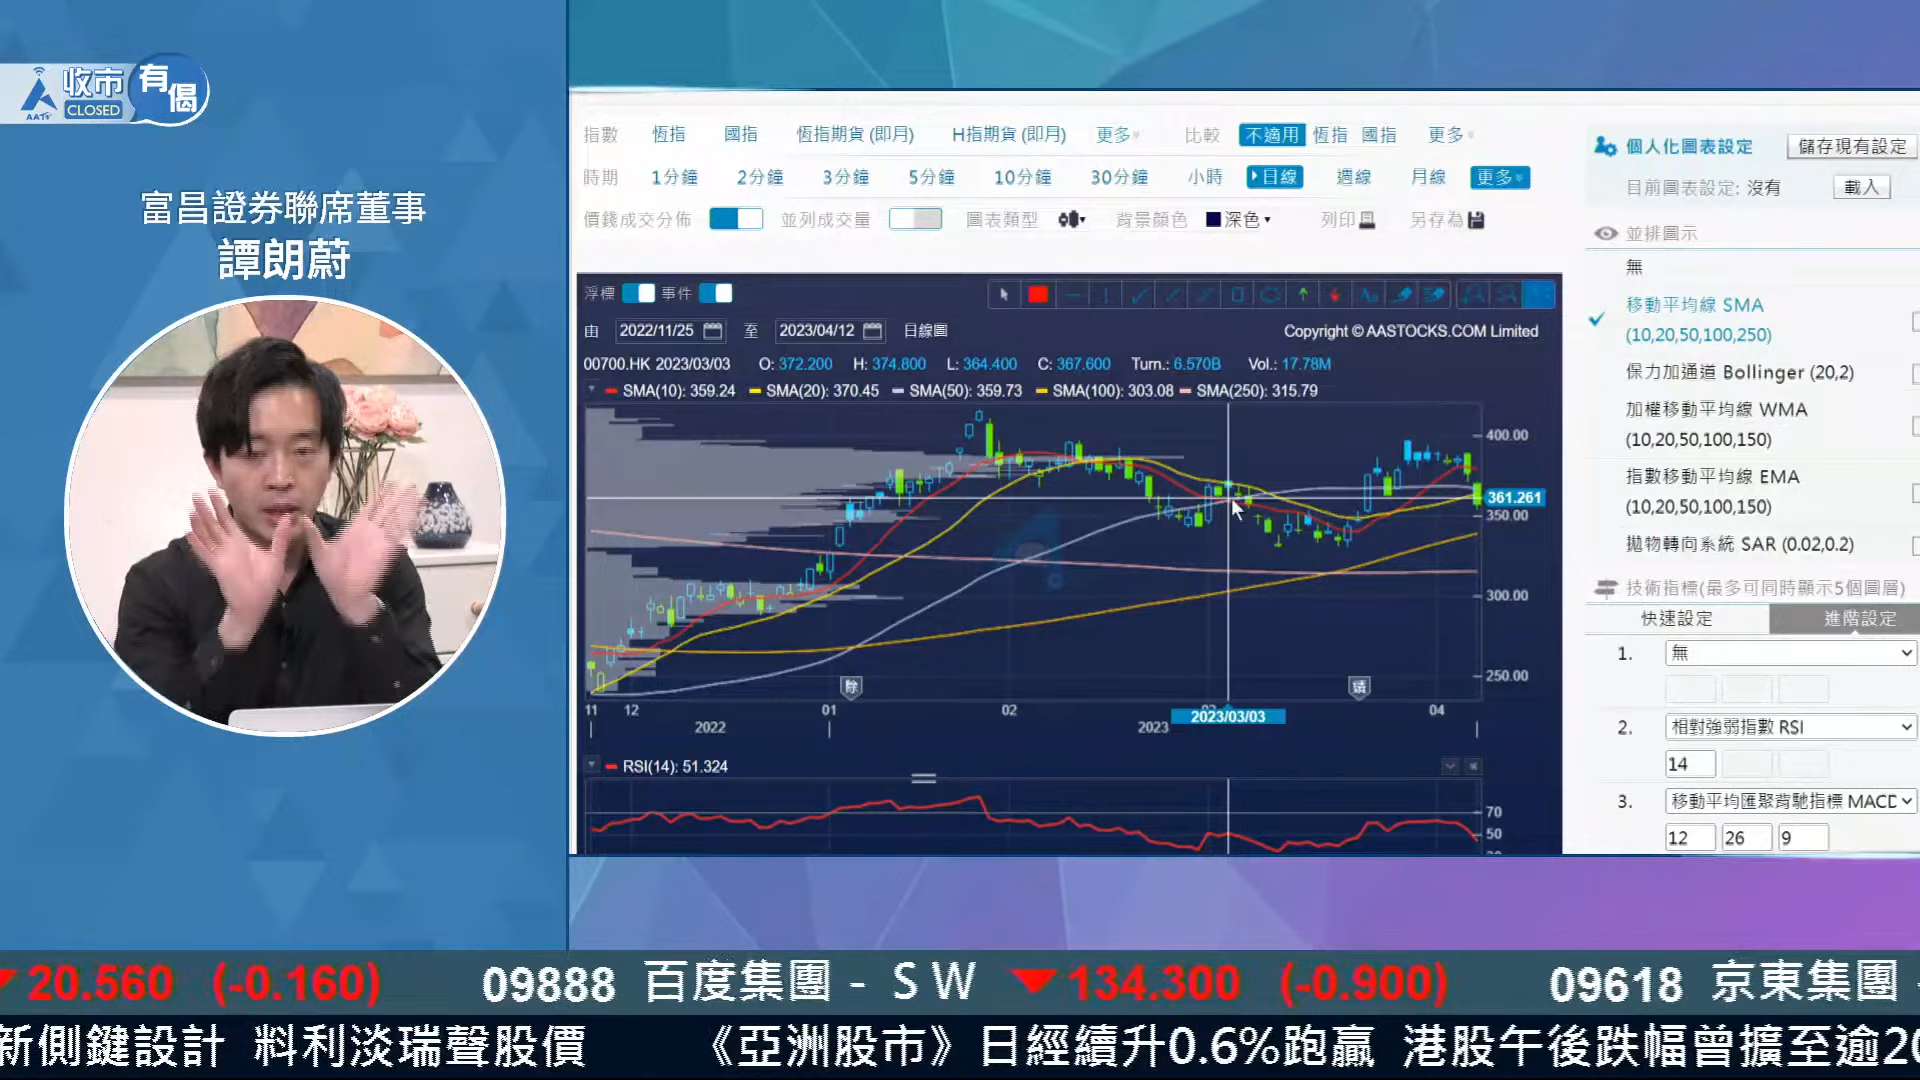 收市
CLOSED
AATV
有偈
富昌證券聯席董事
譚朗蔚
指數 恆指 國指 恆指期貨 (即月) H指期貨 (即月) 更多 比較 不適用 恆指 國指 更多
時期 1分鐘 2分鐘 3分鐘 5分鐘 10分鐘 30分鐘 小時 日線 週線 月線 更多
價錢成交分佈 並列成交量 圖表類型 背景顏色 深色 列印 另存為
浮標 事件
由 2022/11/25 至 2023/04/12 日線圖 Copyright © AASTOCKS.COM Limited
00700.HK 2023/03/03 O: 372.200 H: 374.800 L: 364.400 C: 367.600 Turn.: 6.570B Vol.: 17.78M
SMA(10): 359.24 SMA(20): 370.45 SMA(50): 359.73 SMA(100): 303.08 SMA(250): 315.79
400.00
361.261
350.00
300.00
250.00
除
績
11 12 01 02 04
2022 2023 2023/03/03
RSI(14): 51.324
70
50
個人化圖表設定 儲存現有設定
目前圖表設定: 沒有 載入
並排圖示
無
移動平均線 SMA
(10,20,50,100,250)
保力加通道 Bollinger (20,2)
加權移動平均線 WMA
(10,20,50,100,150)
指數移動平均線 EMA
(10,20,50,100,150)
拋物轉向系統 SAR (0.02,0.2)
技術指標(最多可同時顯示5個圖層)
快速設定 進階設定
1. 無
2. 相對強弱指數 RSI
14
3. 移動平均匯聚背馳指標 MACD
12 26 9
20.560 (-0.160) 09888 百度集團 - SW 134.300 (-0.900) 09618 京東集團
新側鍵設計 料利淡瑞聲股價 《亞洲股市》日經續升0.6%跑贏 港股午後跌幅曾擴至逾20